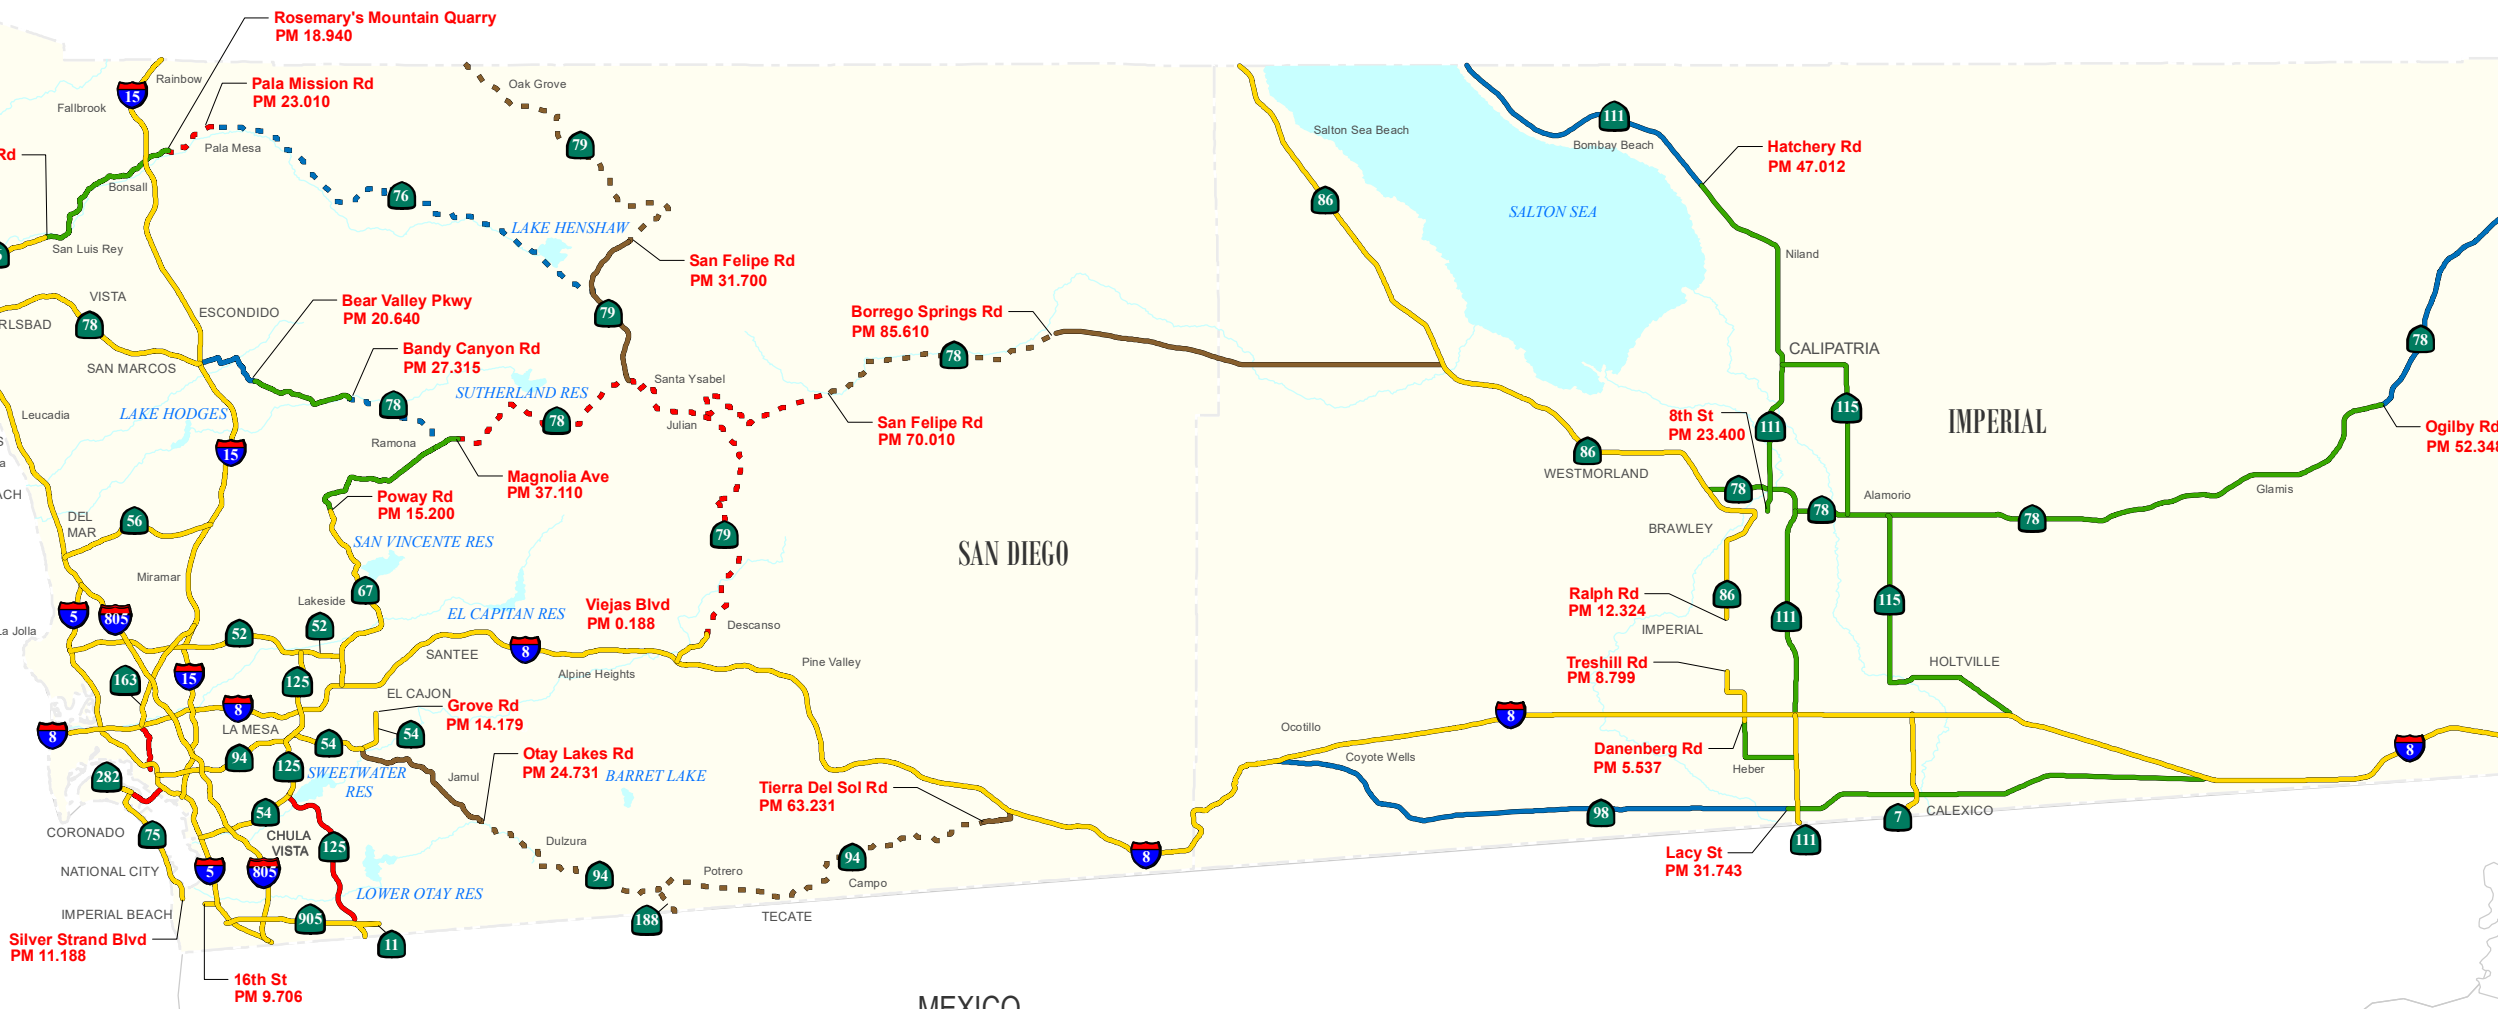 Rosemary's Mountain Quarry
PM 18.940
Rainbow
15
Fallbrook
Pala Mission Rd
PM 23.010
Oak Grove
79
Rd
Pala Mesa
Bonsall
76
San Luis Rey
LAKE HENSHAW
San Felipe Rd
PM 31.700
VISTA
ESCONDIDO
RLSBAD
78
SAN MARCOS
Bear Valley Pkwy
PM 20.640
79
Bandy Canyon Rd
PM 27.315
Borrego Springs Rd
PM 85.610
78
Santa Ysabel
SUTHERLAND RES
78
78
LAKE HODGES
Leucadia
Ramona
Julian
San Felipe Rd
PM 70.010
15
Magnolia Ave
PM 37.110
Poway Rd
PM 15.200
ACH
DEL
MAR
56
79
SAN VINCENTE RES
SAN DIEGO
Miramar
67
Lakeside
5
805
52
52
EL CAPITAN RES
Viejas Blvd
PM 0.188
Descanso
La Jolla
SANTEE
8
Alpine Heights
Pine Valley
163
15
125
EL CAJON
8
8
LA MESA
Grove Rd
PM 14.179
54
54
94
125
282
SWEETWATER
RES
Jamul
Otay Lakes Rd
PM 24.731
BARRET LAKE
Tierra Del Sol Rd
PM 63.231
54
CORONADO
75
CHULA
VISTA
125
Dulzura
94
94
Campo
Potrero
NATIONAL CITY
5
805
LOWER OTAY RES
IMPERIAL BEACH
905
188
TECATE
11
Silver Strand Blvd
PM 11.188
16th St
PM 9.706
MEXICO
Salton Sea Beach
111
Bombay Beach
Hatchery Rd
PM 47.012
86
SALTON SEA
Niland
CALIPATRIA
78
8th St
PM 23.400
111
115
IMPERIAL
Ogilby Rd
PM 52.348
86
WESTMORLAND
78
78
Alamorio
78
Glamis
BRAWLEY
Ralph Rd
PM 12.324
86
111
115
IMPERIAL
Treshill Rd
PM 8.799
HOLTVILLE
Ocotillo
8
Coyote Wells
Danenberg Rd
PM 5.537
Heber
8
98
7
CALEXICO
111
8
Lacy St
PM 31.743